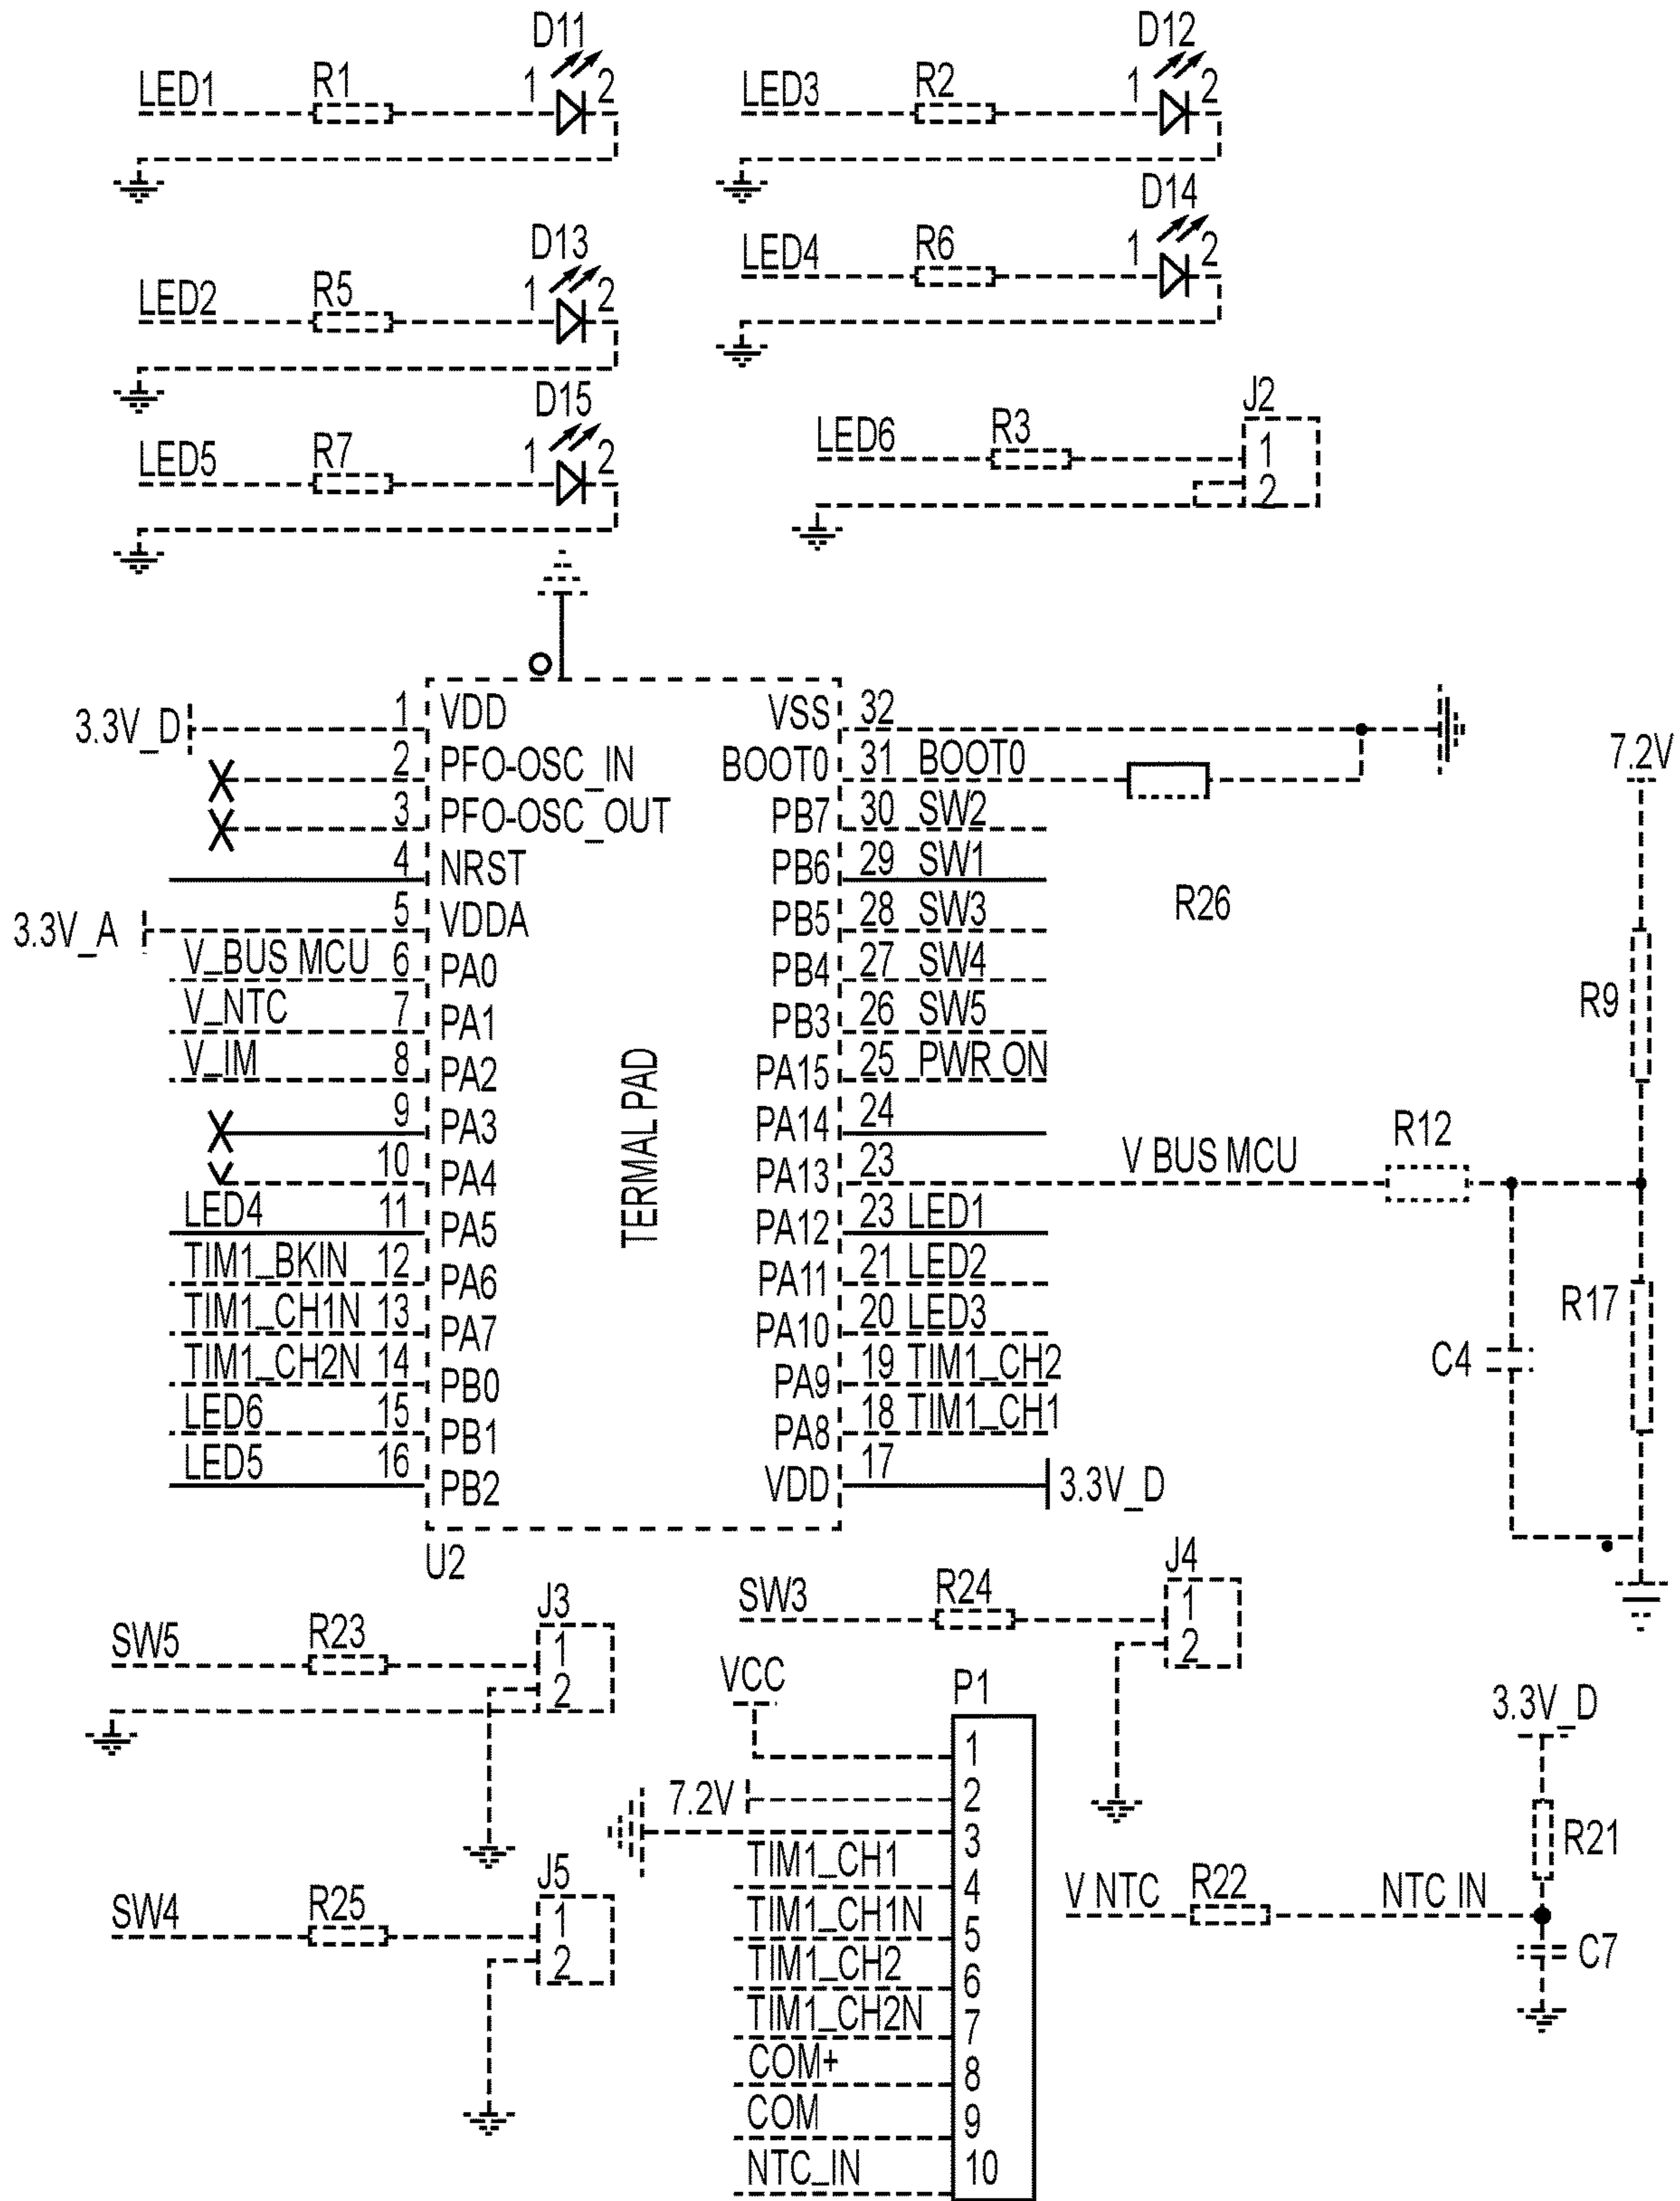 D11
LED1 R1 1 2
D12
LED3 R2 1 2
D13
LED2 R5 1 2
D14
LED4 R6 1 2
D15
LED5 R7 1 2
J2
LED6 R3 1
2
3.3V_D 1 VDD
2 PFO-OSC_IN
3 PFO-OSC_OUT
4 NRST
3.3V_A 5 VDDA
V_BUS MCU 6 PA0
V_NTC 7 PA1
V_IM 8 PA2
9 PA3
10 PA4
LED4 11 PA5
TIM1_BKIN 12 PA6
TIM1_CH1N 13 PA7
TIM1_CH2N 14 PB0
LED6 15 PB1
LED5 16 PB2
TERMAL PAD
U2
VSS 32
BOOT0 31 BOOT0
PB7 30 SW2
PB6 29 SW1
PB5 28 SW3
PB4 27 SW4
PB3 26 SW5
PA15 25 PWR ON
PA14 24
PA13 23 V BUS MCU R12
PA12 23 LED1
PA11 21 LED2
PA10 20 LED3
PA9 19 TIM1_CH2
PA8 18 TIM1_CH1
VDD 17 3.3V_D
R26
7.2V
R9
R17
C4
J3
SW5 R23 1
2
J4
SW3 R24 1
2
J5
SW4 R25 1
2
P1
VCC 1
7.2V 2
3
TIM1_CH1 4
TIM1_CH1N 5
TIM1_CH2 6
TIM1_CH2N 7
COM+ 8
COM 9
NTC_IN 10
3.3V_D
R21
V NTC R22 NTC IN
C7